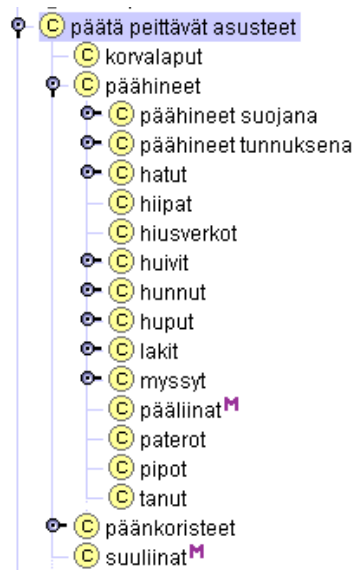 C päätä peittävät asusteet
C korvalaput
C päähineet
C päähineet suojana
C päähineet tunnuksena
C hatut
C hiipat
C hiusverkot
C huivit
C hunnut
C huput
C lakit
C myssyt
C pääliinat M
C paterot
C pipot
C tanut
C päänkoristeet
C suuliinat M